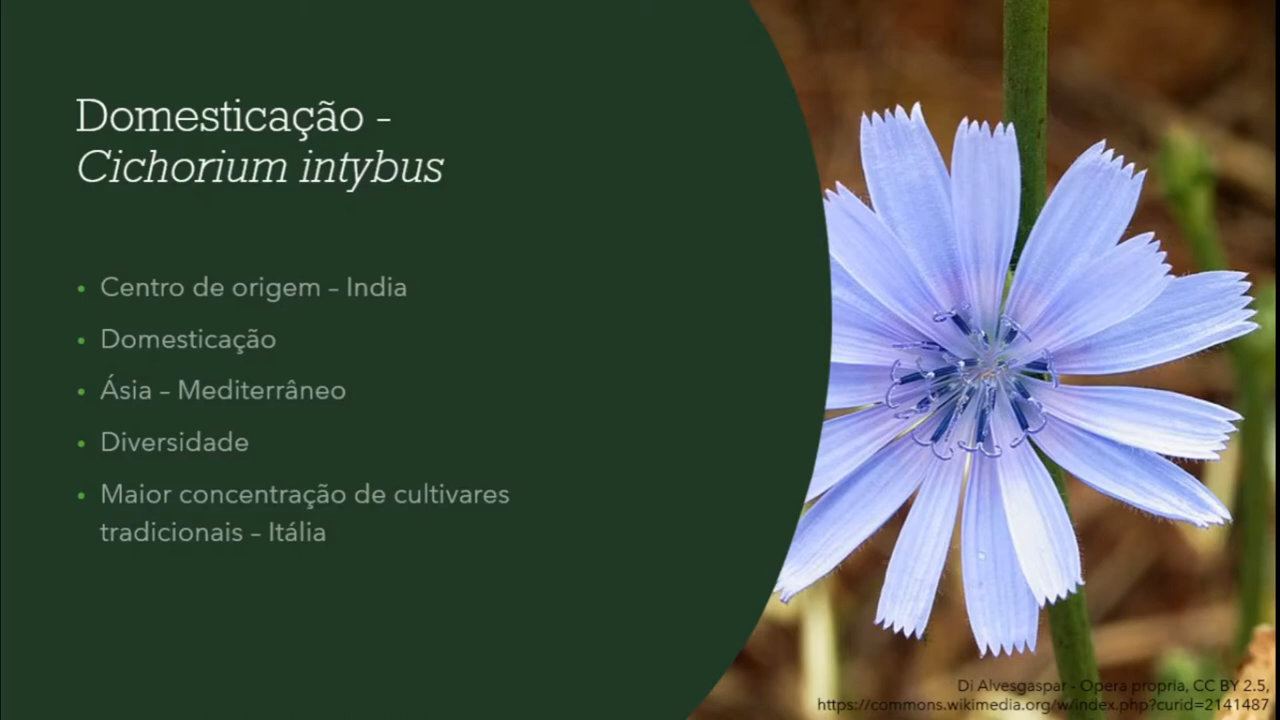 Domesticação -
Cichorium intybus
• Centro de origem – India
• Domesticação
• Ásia – Mediterrâneo
• Diversidade
• Maior concentração de cultivares
tradicionais – Itália
Di Alvesgaspar - Opera propria, CC BY 2.5,
https://commons.wikimedia.org/w/index.php?curid=2141487